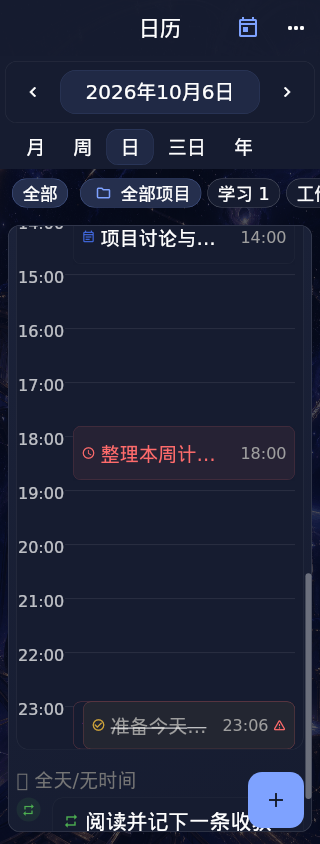 日历
2026年10月6日
月 周 日 三日 年
全部 全部项目 学习 1
14:00 项目讨论与… 14:00
15:00
16:00
17:00
18:00 整理本周计… 18:00
19:00
20:00
21:00
22:00
23:00 准备今天… 23:06
全天/无时间
阅读并记下一条收